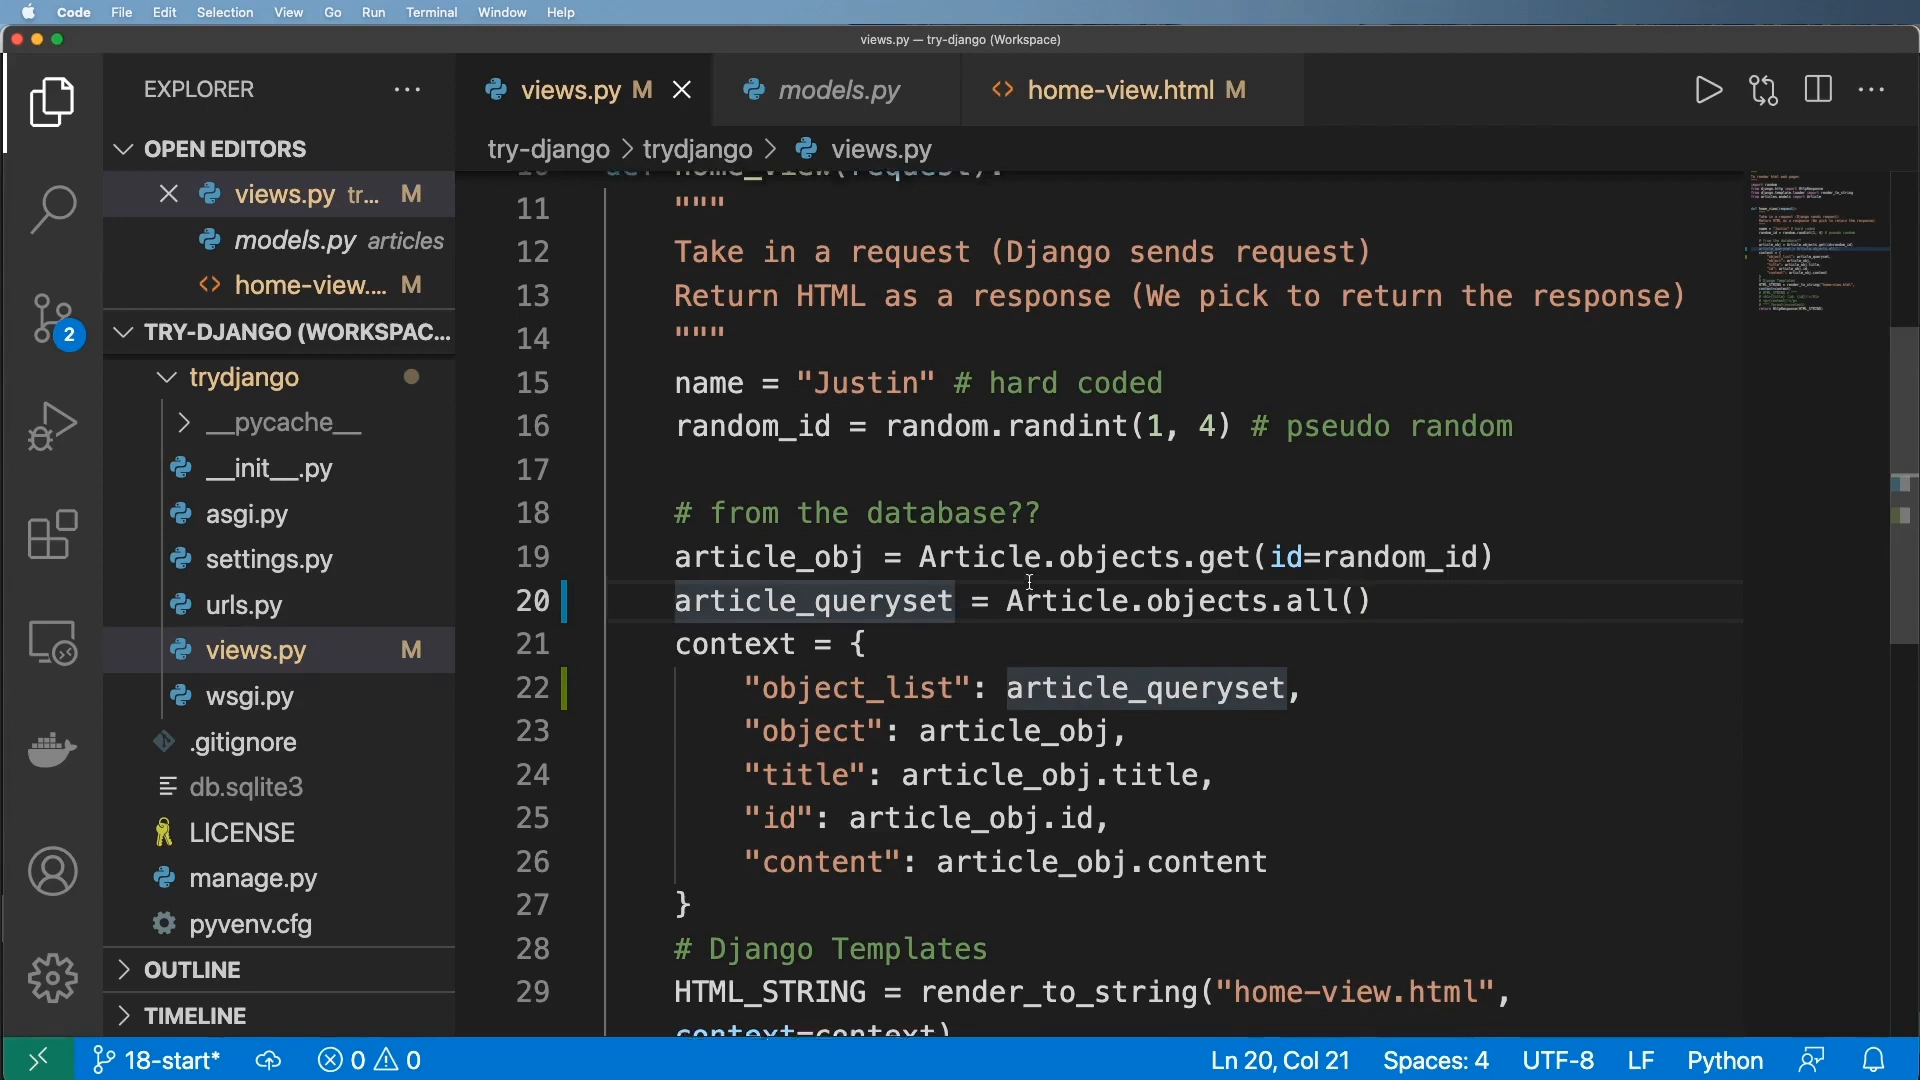 Code File Edit Selection View Go Run Terminal Window Help
views.py — try-django (Workspace)
EXPLORER
OPEN EDITORS
views.py tr... M
models.py articles
home-view.... M
TRY-DJANGO (WORKSPAC...
trydjango
__pycache__
__init__.py
asgi.py
settings.py
urls.py
views.py M
wsgi.py
.gitignore
db.sqlite3
LICENSE
manage.py
pyvenv.cfg
OUTLINE
TIMELINE
views.py M
models.py
home-view.html M
try-django > trydjango > views.py
10 def home_view(request):
11 """
12 Take in a request (Django sends request)
13 Return HTML as a response (We pick to return the response)
14 """
15 name = "Justin" # hard coded
16 random_id = random.randint(1, 4) # pseudo random
17
18 # from the database??
19 article_obj = Article.objects.get(id=random_id)
20 article_queryset = Article.objects.all()
21 context = {
22 "object_list": article_queryset,
23 "object": article_obj,
24 "title": article_obj.title,
25 "id": article_obj.id,
26 "content": article_obj.content
27 }
28 # Django Templates
29 HTML_STRING = render_to_string("home-view.html",
context=context)
2
18-start* 0 0
Ln 20, Col 21 Spaces: 4 UTF-8 LF Python